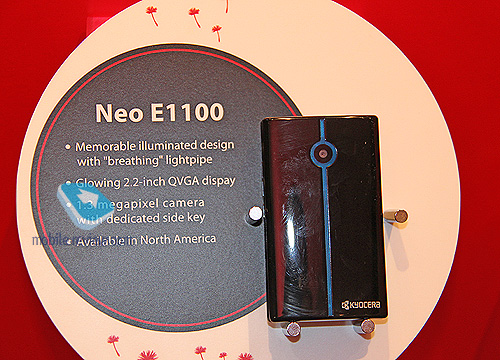 Neo E1100
• Memorable illuminated design
with "breathing" lightpipe
• Glowing 2.2-inch QVGA dispay
• 1.3 megapixel camera
with dedicated side key
• Available in North America
KYOCERA